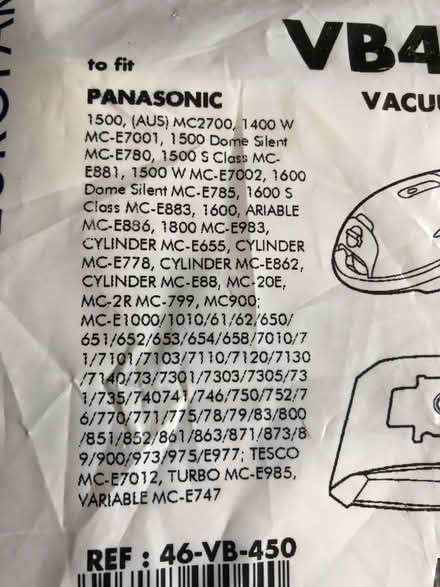 VB4
to fit
VACUU
PANASONIC
1500, (AUS) MC2700, 1400 W
MC-E7001, 1500 Dome Silent
MC-E780, 1500 S Class MC-
E881, 1500 W MC-E7002, 1600
Dome Silent MC-E785, 1600 S
Class MC-E883, 1600, ARIABLE
MC-E886, 1800 MC-E983,
CYLINDER MC-E655, CYLINDER
MC-E778, CYLINDER MC-E862,
CYLINDER MC-E88, MC-20E,
MC-2R MC-799, MC900;
MC-E1000/1010/61/62/650/
651/652/653/654/658/7010/7
1/7101/7103/7110/7120/7130
/7140/73/7301/7303/7305/73
1/735/740741/746/750/752/7
6/770/771/775/78/79/83/800
/851/852/861/863/871/873/8
9/900/973/975/E977; TESCO
MC-E7012, TURBO MC-E985,
VARIABLE MC-E747
REF : 46-VB-450